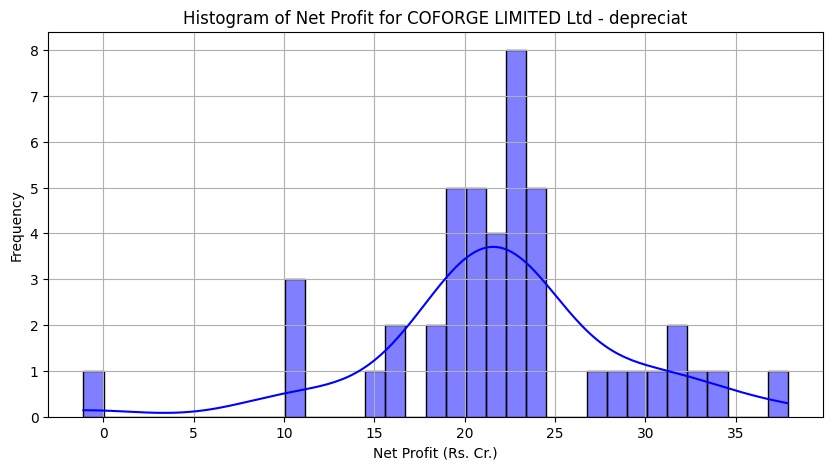 Histogram of Net Profit for COFORGE LIMITED Ltd - depreciat
8
7
6
5
4
3
2
1
0
Frequency
0 5 10 15 20 25 30 35
Net Profit (Rs. Cr.)